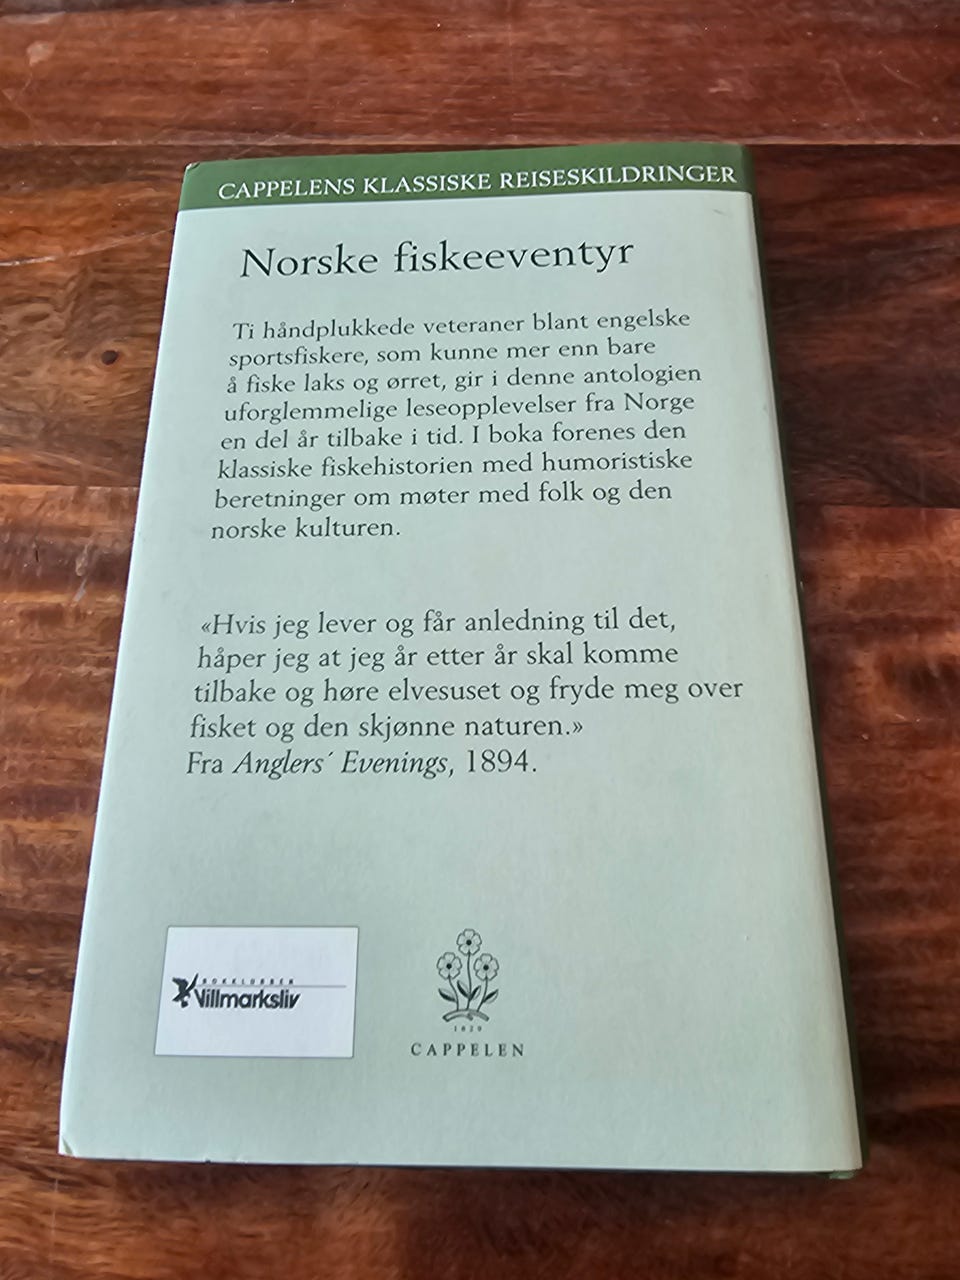 CAPPELENS KLASSISKE REISESKILDRINGER
Norske fiskeeventyr
Ti håndplukkede veteraner blant engelske
sportsfiskere, som kunne mer enn bare
å fiske laks og ørret, gir i denne antologien
uforglemmelige leseopplevelser fra Norge
en del år tilbake i tid. I boka forenes den
klassiske fiskehistorien med humoristiske
beretninger om møter med folk og den
norske kulturen.
«Hvis jeg lever og får anledning til det,
håper jeg at jeg år etter år skal komme
tilbake og høre elvesuset og fryde meg over
fisket og den skjønne naturen.»
Fra Anglers´ Evenings, 1894.
BOKKLUBBEN
Villmarksliv
1829
CAPPELEN